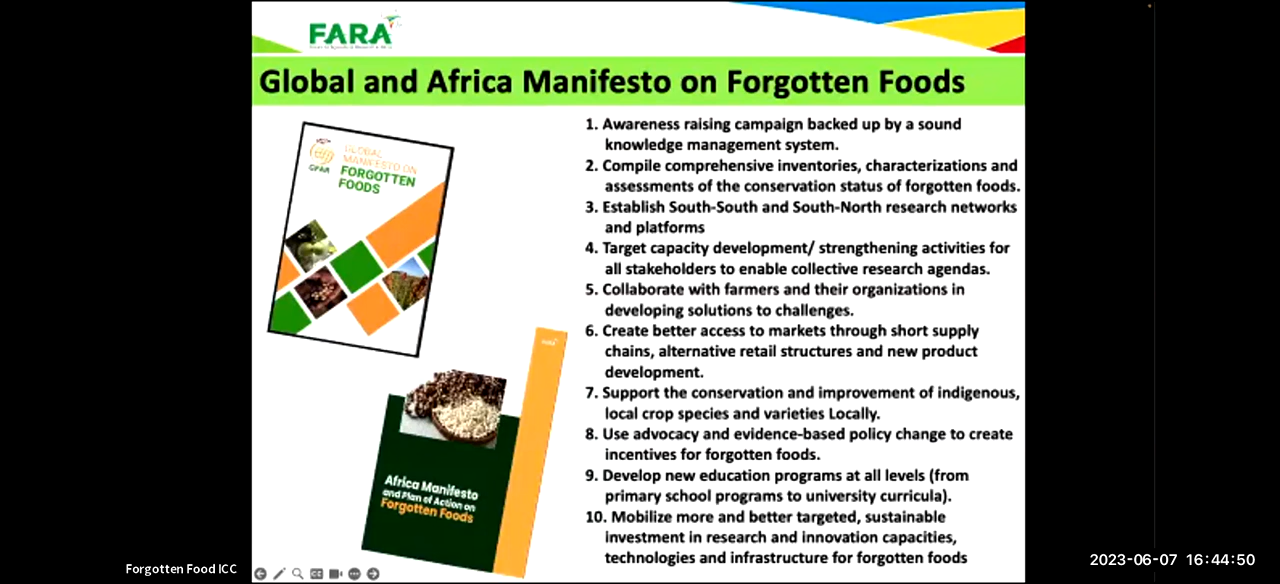 FARA
Global and Africa Manifesto on Forgotten Foods
GFAR
GLOBAL
MANIFESTO ON
FORGOTTEN
FOODS
1. Awareness raising campaign backed up by a sound
knowledge management system.
2. Compile comprehensive inventories, characterizations and
assessments of the conservation status of forgotten foods.
3. Establish South-South and South-North research networks
and platforms
4. Target capacity development/ strengthening activities for
all stakeholders to enable collective research agendas.
5. Collaborate with farmers and their organizations in
developing solutions to challenges.
6. Create better access to markets through short supply
chains, alternative retail structures and new product
development.
7. Support the conservation and improvement of indigenous,
local crop species and varieties Locally.
8. Use advocacy and evidence-based policy change to create
incentives for forgotten foods.
9. Develop new education programs at all levels (from
primary school programs to university curricula).
10. Mobilize more and better targeted, sustainable
investment in research and innovation capacities,
technologies and infrastructure for forgotten foods
FARA
Africa Manifesto
and Plan of Action on
Forgotten Foods
Forgotten Food ICC
2023-06-07 16:44:50